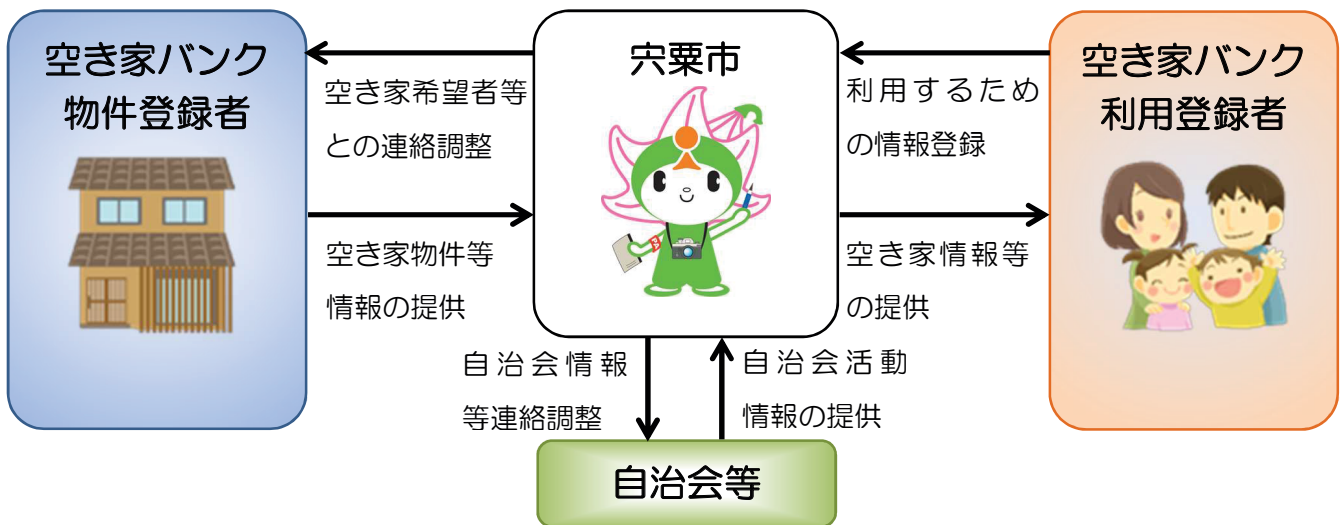 空き家バンク
物件登録者
空き家希望者等
との連絡調整
空き家物件等
情報の提供
宍粟市
利用するため
の情報登録
空き家情報等
の提供
空き家バンク
利用登録者
自治会情報
等連絡調整
自治会活動
情報の提供
自治会等